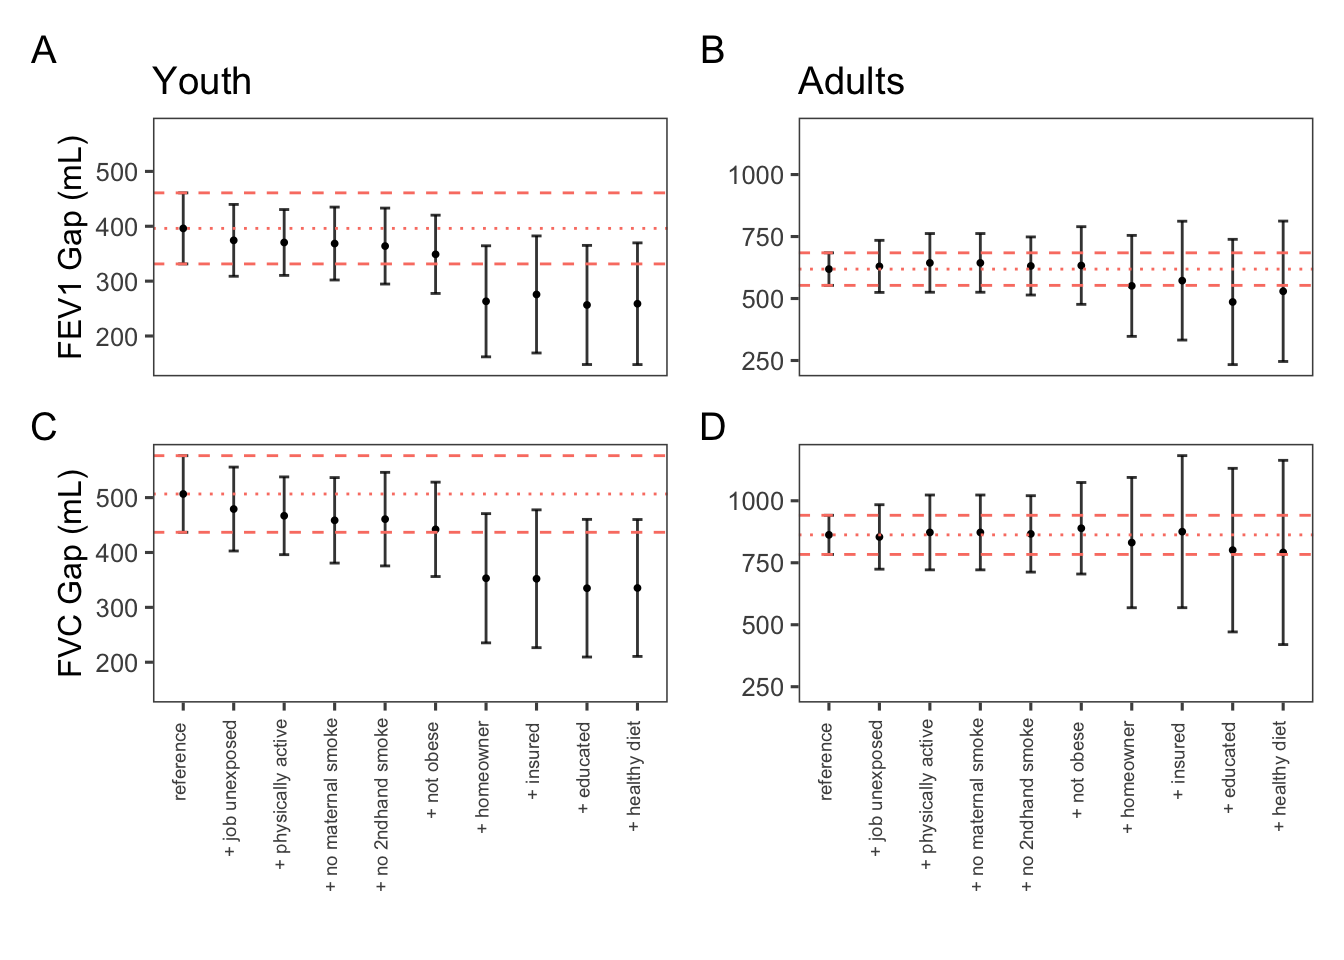 A
Youth
FEV1 Gap (mL)
500
400
300
200
B
Adults
1000
750
500
250
C
FVC Gap (mL)
500
400
300
200
reference
+ job unexposed
+ physically active
+ no maternal smoke
+ no 2ndhand smoke
+ not obese
+ homeowner
+ insured
+ educated
+ healthy diet
D
1000
750
500
250
reference
+ job unexposed
+ physically active
+ no maternal smoke
+ no 2ndhand smoke
+ not obese
+ homeowner
+ insured
+ educated
+ healthy diet